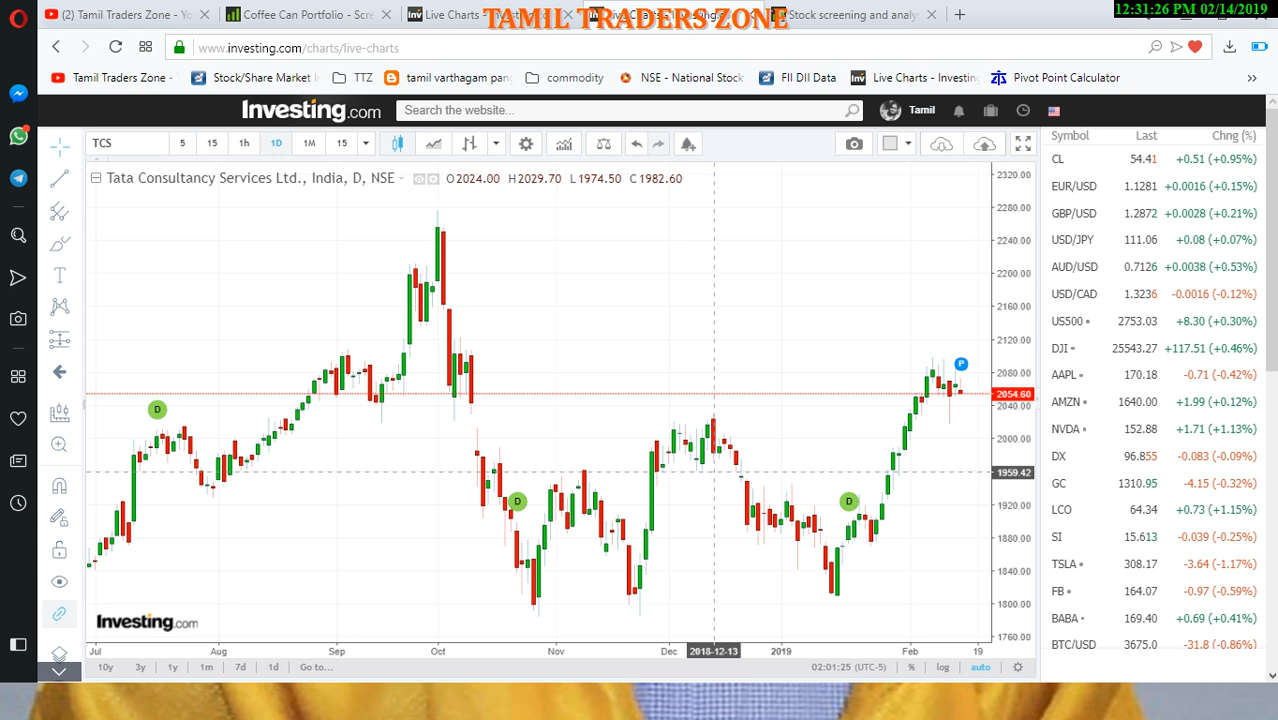 (2) Tamil Traders Zone - Yo
Coffee Can Portfolio - Scre
Live Charts - Investing.c
Stock screening and analy
TAMIL TRADERS ZONE
12:31:26 PM 02/14/2019
www.investing.com/charts/live-charts
Tamil Traders Zone -
Stock/Share Market In
TTZ
tamil varthagam pang
commodity
NSE - National Stock
FII DII Data
Inv
Live Charts - Investin
Pivot Point Calculator
»
Investing.com
Search the website...
Tamil
TCS
5
15
1h
1D
1M
15
Symbol Last Chng (%)
CL 54.41 +0.51 (+0.95%)
EUR/USD 1.1281 +0.0016 (+0.15%)
GBP/USD 1.2872 +0.0028 (+0.21%)
USD/JPY 111.06 +0.08 (+0.07%)
AUD/USD 0.7126 +0.0038 (+0.53%)
USD/CAD 1.3236 -0.0016 (-0.12%)
US500 2753.03 +8.30 (+0.30%)
DJI 25543.27 +117.51 (+0.46%)
AAPL 170.18 -0.71 (-0.42%)
AMZN 1640.00 +1.99 (+0.12%)
NVDA 152.88 +1.71 (+1.13%)
DX 96.855 -0.083 (-0.09%)
GC 1310.95 -4.15 (-0.32%)
LCO 64.34 +0.73 (+1.15%)
SI 15.613 -0.039 (-0.25%)
TSLA 308.17 -3.64 (-1.17%)
FB 164.07 -0.97 (-0.59%)
BABA 169.40 +0.69 (+0.41%)
BTC/USD 3675.0 -31.8 (-0.86%)
Tata Consultancy Services Ltd., India, D, NSE
O 2024.00 H 2029.70 L 1974.50 C 1982.60
2320.00
2280.00
2240.00
2200.00
2160.00
2120.00
2080.00
2054.60
2040.00
2000.00
1959.42
1920.00
1880.00
1840.00
1800.00
1760.00
P
D
D
D
Investing.com
Jul Aug Sep Oct Nov Dec 2018-12-13 2019 Feb 19
10y 3y 1y 1m 7d 1d Go to... 02:01:25 (UTC-5) % log auto